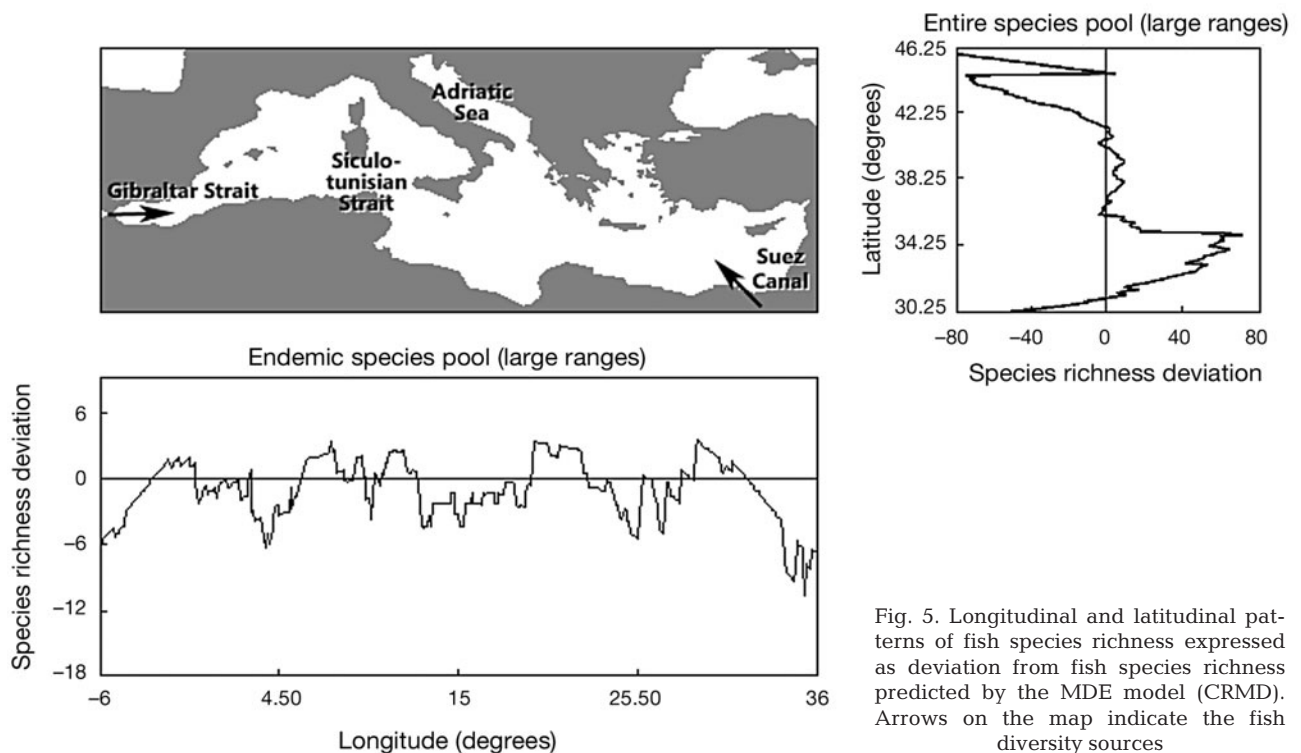 Entire species pool (large ranges)
46.25
42.25
38.25
34.25
30.25
Latitude (degrees)
−80
−40
0
40
80
Species richness deviation
Adriatic
Sea
Siculo-
tunisian
Strait
Gibraltar Strait
Suez
Canal
Endemic species pool (large ranges)
Species richness deviation
6
0
−6
−12
−18
−6
4.50
15
25.50
36
Longitude (degrees)
Fig. 5. Longitudinal and latitudinal pat-
terns of fish species richness expressed
as deviation from fish species richness
predicted by the MDE model (CRMD).
Arrows on the map indicate the fish
diversity sources